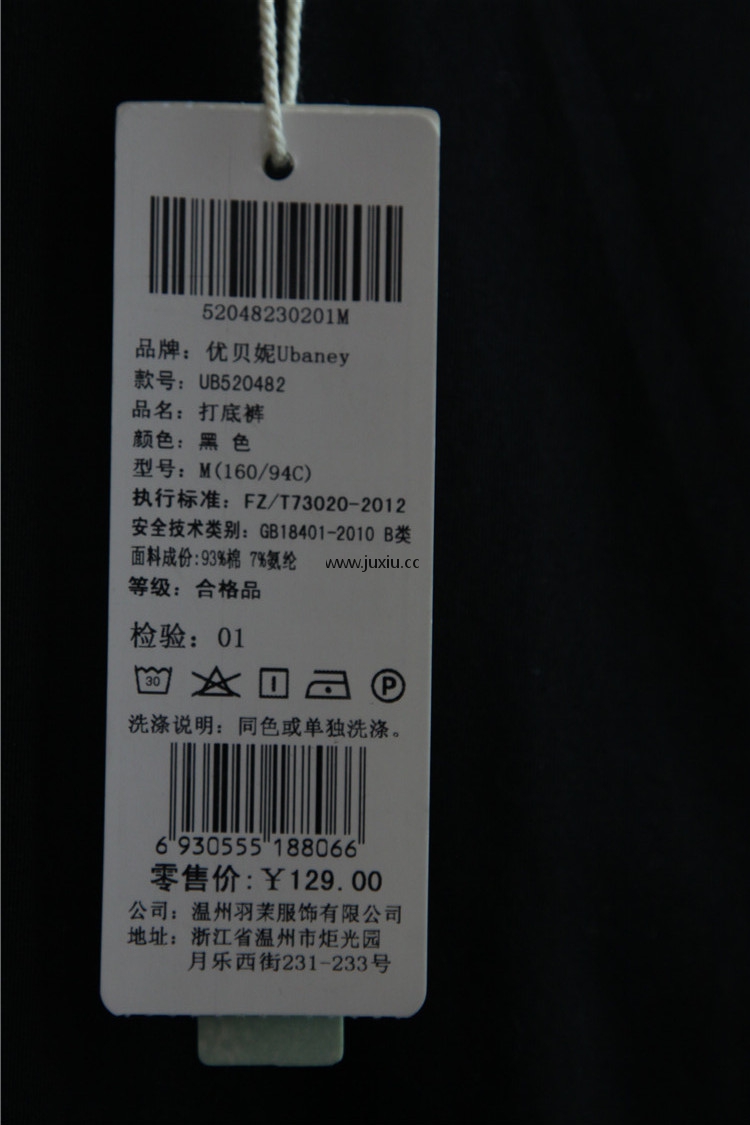 52048230201M
品牌：优贝妮Ubaney
款号：UB520482
品名：打底裤
颜色：黑 色
型号：M(160/94C)
执行标准：FZ/T73020-2012
安全技术类别：GB18401-2010 B类
面料成份:93%棉 7%氨纶
www.juxiu.cc
等级：合格品
检验：01
30
P
洗涤说明：同色或单独洗涤。
6 930555 188066
零售价:￥129.00
公司：温州羽茉服饰有限公司
地址：浙江省温州市炬光园
月乐西街231-233号